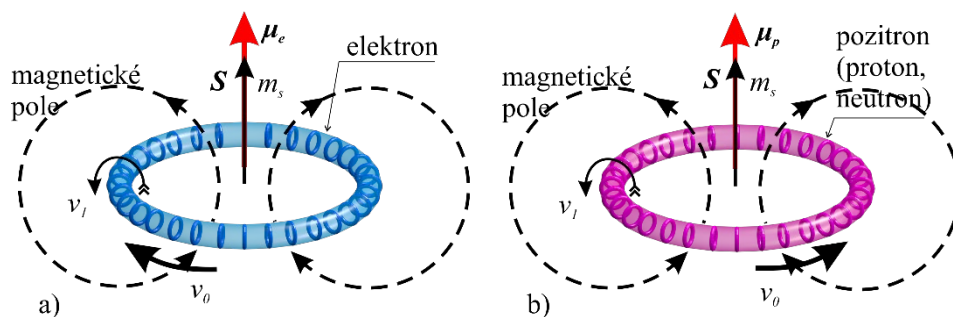 μe
elektron
magnetické
pole
S
ms
v1
v0
a)
μp
pozitron
(proton,
neutron)
magnetické
pole
S
ms
v1
v0
b)